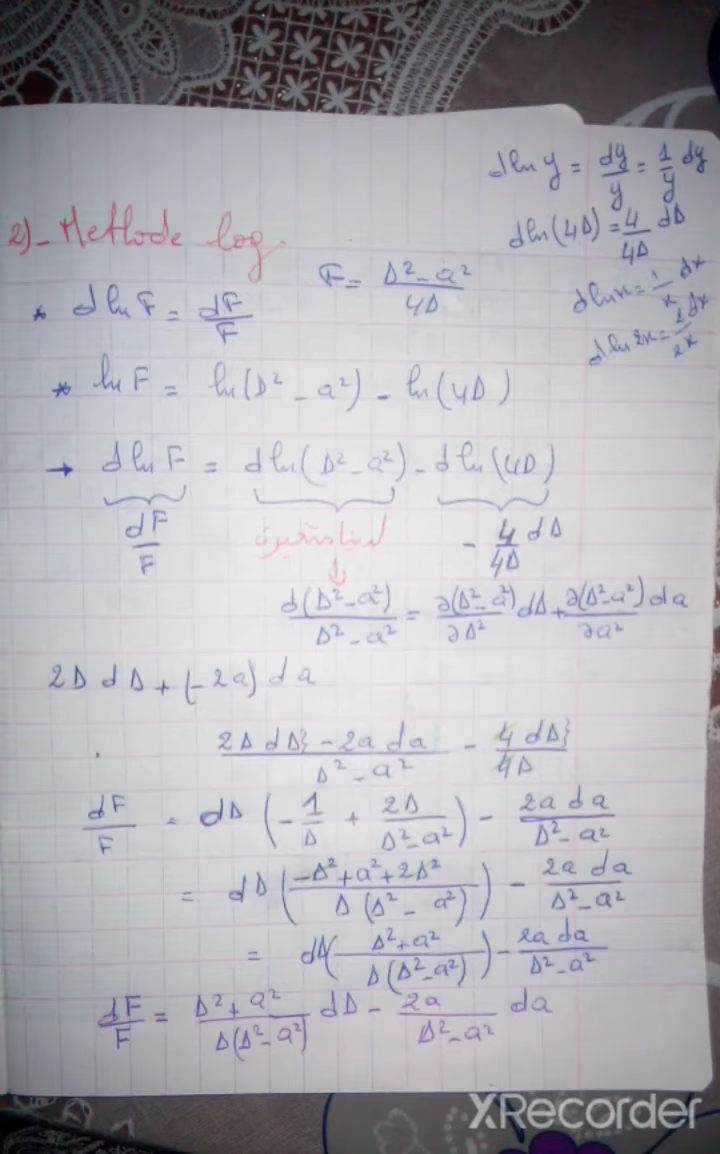 d ln y = dy/y = 1/y dy
2)- Methode log.
d ln(4Δ) = 4/4Δ dΔ
F = Δ² - a² / 4Δ
d ln x = 1/x dx
* d ln F = dF/F
d ln 2x = 1/2x dx
* ln F = ln(Δ² - a²) - ln(4Δ)
→ d ln F = d ln(Δ² - a²) - d ln(4Δ)
dF/F
لدينا متغيرين
- 4/4Δ dΔ
d(Δ² - a²)/Δ² - a² = ∂(Δ² - a²)/∂Δ² dΔ + ∂(Δ² - a²)/∂a² da
2Δ dΔ + (-2a) da
2Δ dΔ} - 2a da / Δ² - a² - 4 dΔ}/4Δ
dF/F = dΔ (-1/Δ + 2Δ/Δ² - a²) - 2a da/Δ² - a²
= dΔ (-Δ² + a² + 2Δ² / Δ (Δ² - a²)) - 2a da/Δ² - a²
= dΔ(Δ² + a² / Δ (Δ² - a²)) - 2a da/Δ² - a²
dF/F = Δ² + a² / Δ(Δ² - a²) dΔ - 2a/Δ² - a² da
XRecorder